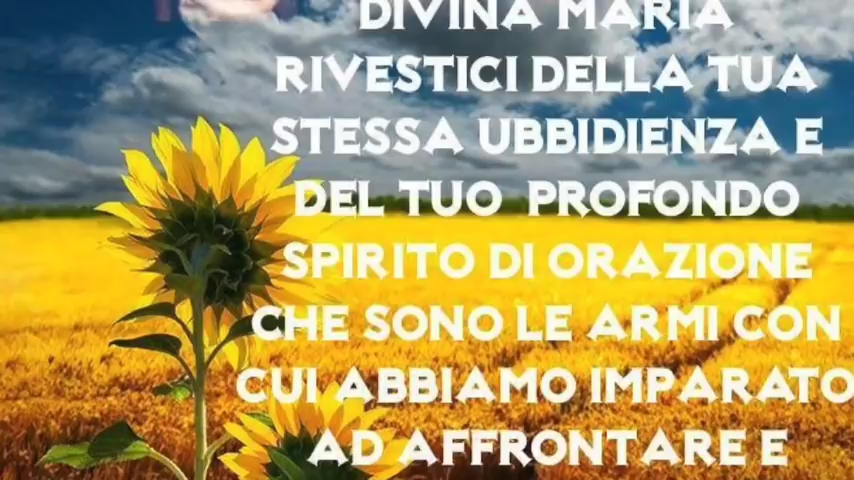 DIVINA MARIA
RIVESTICI DELLA TUA
STESSA UBBIDIENZA E
DEL TUO PROFONDO
SPIRITO DI ORAZIONE
CHE SONO LE ARMI CON
CUI ABBIAMO IMPARATO
AD AFFRONTARE E